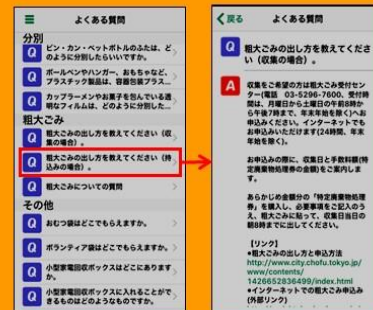 よくある質問
分別
Q ビン・カン・ペットボトルのふたは、ど
のように分別したらいいですか。
Q ボールペンやハンガー、おもちゃなど、
プラスチック製品は、容器包装プラス...
Q カップラーメンやお菓子を包んでいる透
明なフィルムは、どのように分別した...
粗大ごみ
Q 粗大ごみの出し方を教えてください（収
集の場合）。
Q 粗大ごみの出し方を教えてください（持
込みの場合）。
Q 粗大ごみについての質問
その他
Q おむつ袋はどこでもらえますか。
Q ボランティア袋はどこでもらえますか。
Q 小型家電回収ボックスはどこにあります
か。
Q 小型家電回収ボックスに入れることがで
きるものはどのようなものですか。
戻る よくある質問
Q 粗大ごみの出し方を教えてくださ
い（収集の場合）。
A 収集をご希望の方は粗大ごみ受付セン
ター(電話 03-5296-7600、受付時
間は、月曜日から土曜日の午前8時か
ら午後7時まで、年末年始を除く)へお
申込みください。インターネットでも
お申込みいただけます(24時間、年末
年始を除く)。
お申込みの際に、収集日と手数料額(特
定廃棄物処理券の金額)をご案内しま
す。
あらかじめ金額分の「特定廃棄物処理
券」を購入し、必要事項をご記入のう
え、粗大ごみに貼って、収集日当日の
朝8時までに出してください。
【リンク】
•粗大ごみの出し方と申込方法
http://www.city.chofu.tokyo.jp/
www/contents/
1426652836499/index.html
•インターネットでの粗大ごみ申込み
(外部リンク)